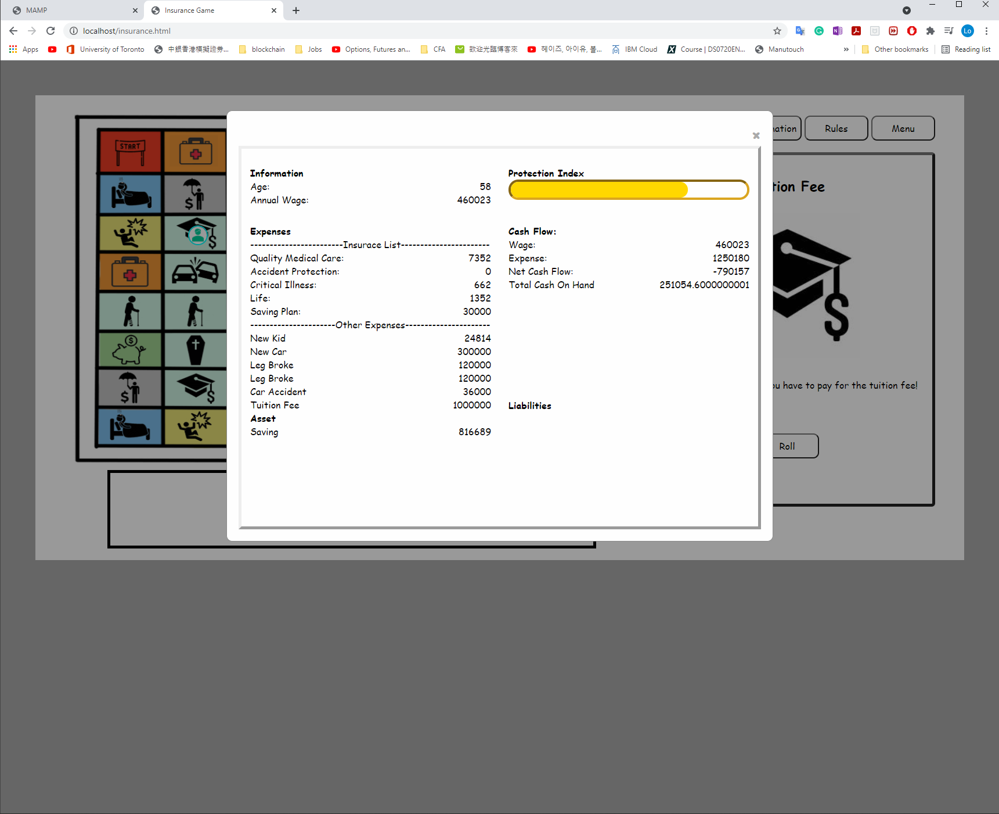 MAMP
Insurance Game
localhost/insurance.html
Lo
Apps
University of Toronto
中銀香港模擬證券...
blockchain
Jobs
Options, Futures an...
CFA
歡迎光臨博客來
헤이즈, 아이유, 볼...
IBM Cloud
Course | DS0720EN...
Manutouch
»
Other bookmarks
Reading list
START
ation
Rules
Menu
Information
Age: 58
Annual Wage: 460023
Protection Index
Expenses
------------------------Insurace List-----------------------
Quality Medical Care: 7352
Accident Protection: 0
Critical Illness: 662
Life: 1352
Saving Plan: 30000
----------------------Other Expenses----------------------
New Kid 24814
New Car 300000
Leg Broke 120000
Leg Broke 120000
Car Accident 36000
Tuition Fee 1000000
Asset
Saving 816689
Cash Flow:
Wage: 460023
Expense: 1250180
Net Cash Flow: -790157
Total Cash On Hand 251054.6000000001
Liabilities
tion Fee
ou have to pay for the tuition fee!
Roll